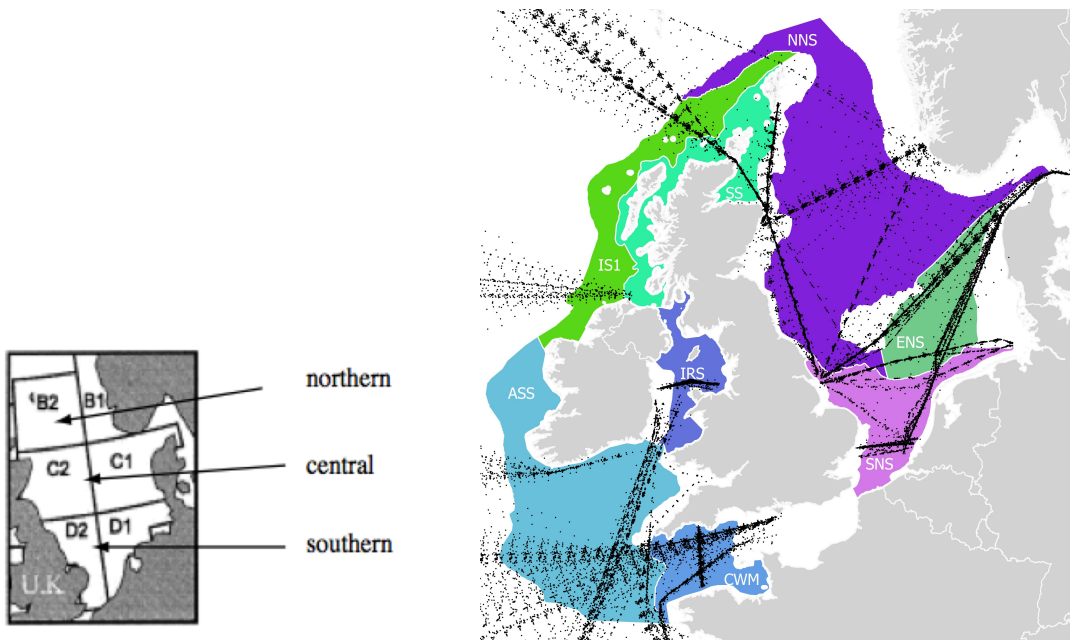 B2
B1
northern
C2
C1
central
D2
D1
southern
U.K
NNS
SS
IS1
ENS
IRS
ASS
SNS
CWM